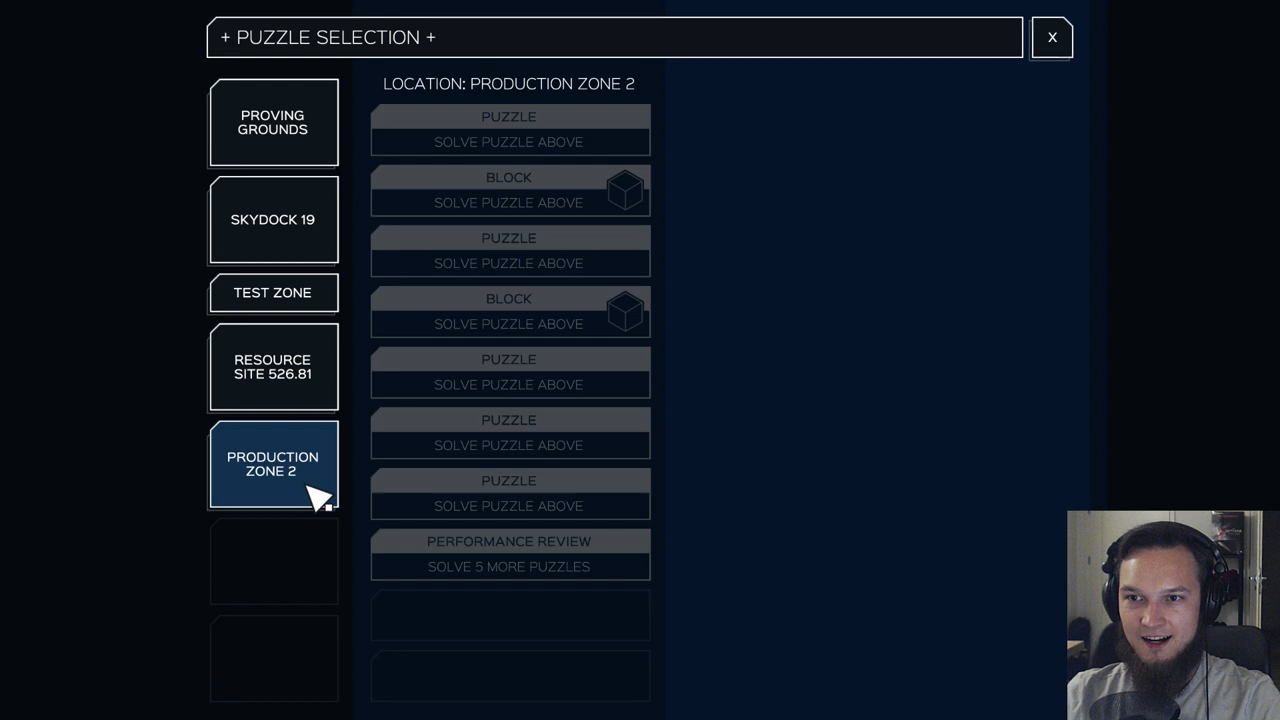 + PUZZLE SELECTION +
X
PROVING
GROUNDS
SKYDOCK 19
TEST ZONE
RESOURCE
SITE 526.81
PRODUCTION
ZONE 2
LOCATION: PRODUCTION ZONE 2
PUZZLE
SOLVE PUZZLE ABOVE
BLOCK
SOLVE PUZZLE ABOVE
PUZZLE
SOLVE PUZZLE ABOVE
BLOCK
SOLVE PUZZLE ABOVE
PUZZLE
SOLVE PUZZLE ABOVE
PUZZLE
SOLVE PUZZLE ABOVE
PUZZLE
SOLVE PUZZLE ABOVE
PERFORMANCE REVIEW
SOLVE 5 MORE PUZZLES